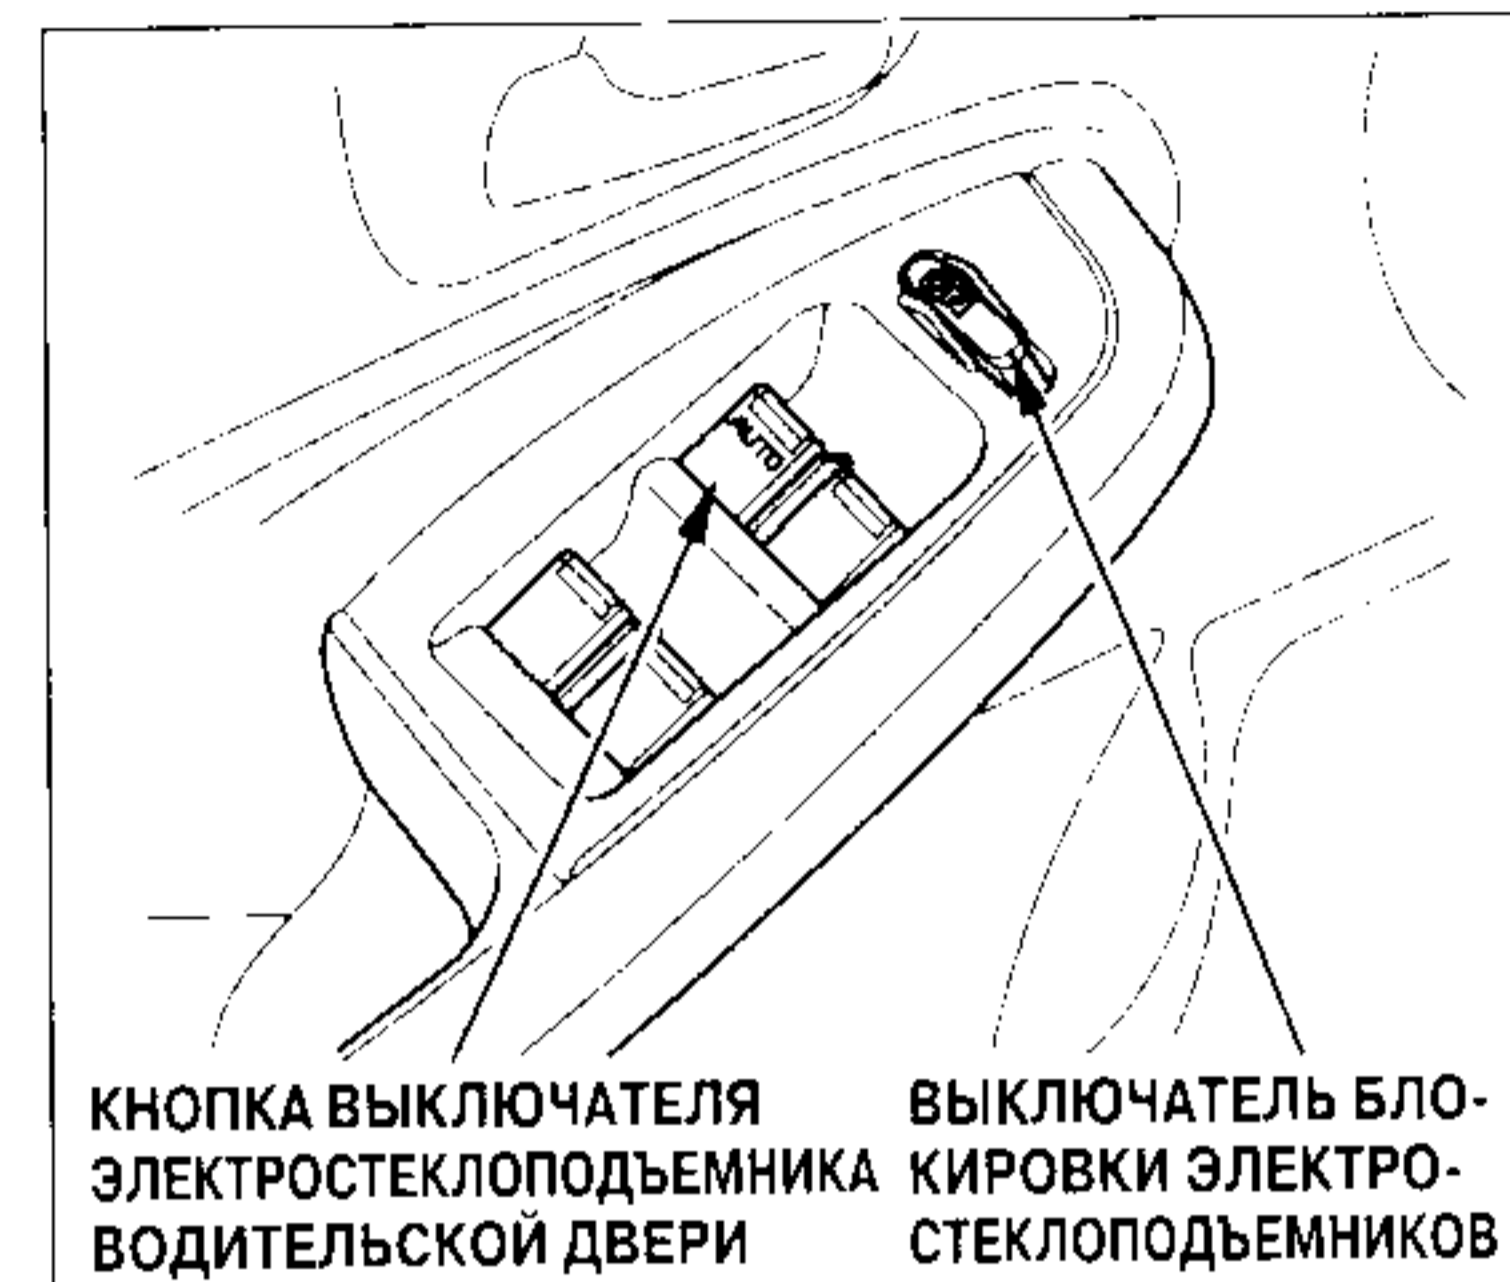 AUTO
КНОПКА ВЫКЛЮЧАТЕЛЯ
ЭЛЕКТРОСТЕКЛОПОДЪЕМНИКА
ВОДИТЕЛЬСКОЙ ДВЕРИ
ВЫКЛЮЧАТЕЛЬ БЛО-
КИРОВКИ ЭЛЕКТРО-
СТЕКЛОПОДЪЕМНИКОВ